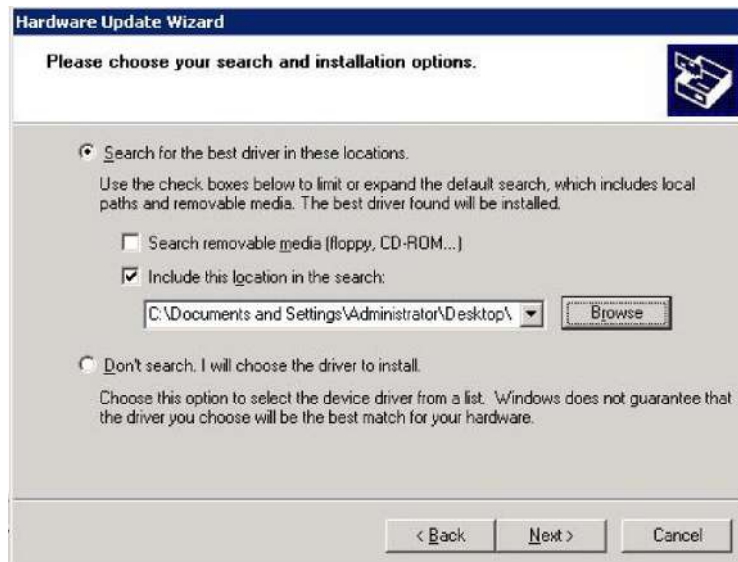 Hardware Update Wizard
Please choose your search and installation options.
Search for the best driver in these locations.
Use the check boxes below to limit or expand the default search, which includes local
paths and removable media. The best driver found will be installed.
Search removable media (floppy, CD-ROM...)
Include this location in the search:
C:\Documents and Settings\Administrator\Desktop\
Browse
Don't search. I will choose the driver to install.
Choose this option to select the device driver from a list. Windows does not guarantee that
the driver you choose will be the best match for your hardware.
< Back
Next >
Cancel